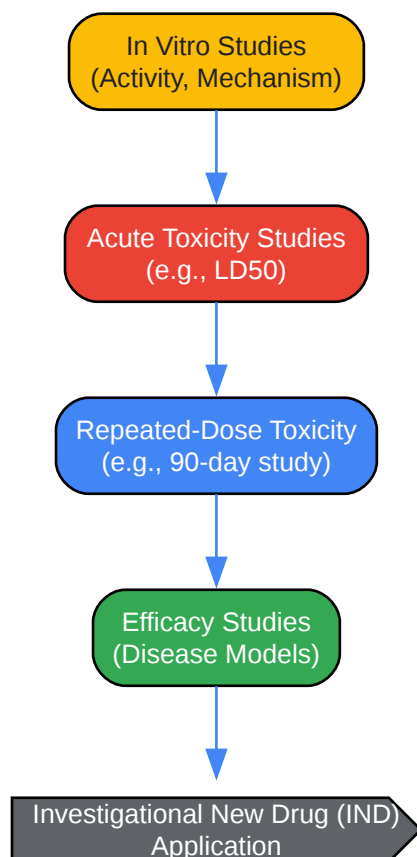 In Vitro Studies
(Activity, Mechanism)
Acute Toxicity Studies
(e.g., LD50)
Repeated-Dose Toxicity
(e.g., 90-day study)
Efficacy Studies
(Disease Models)
Investigational New Drug (IND)
Application